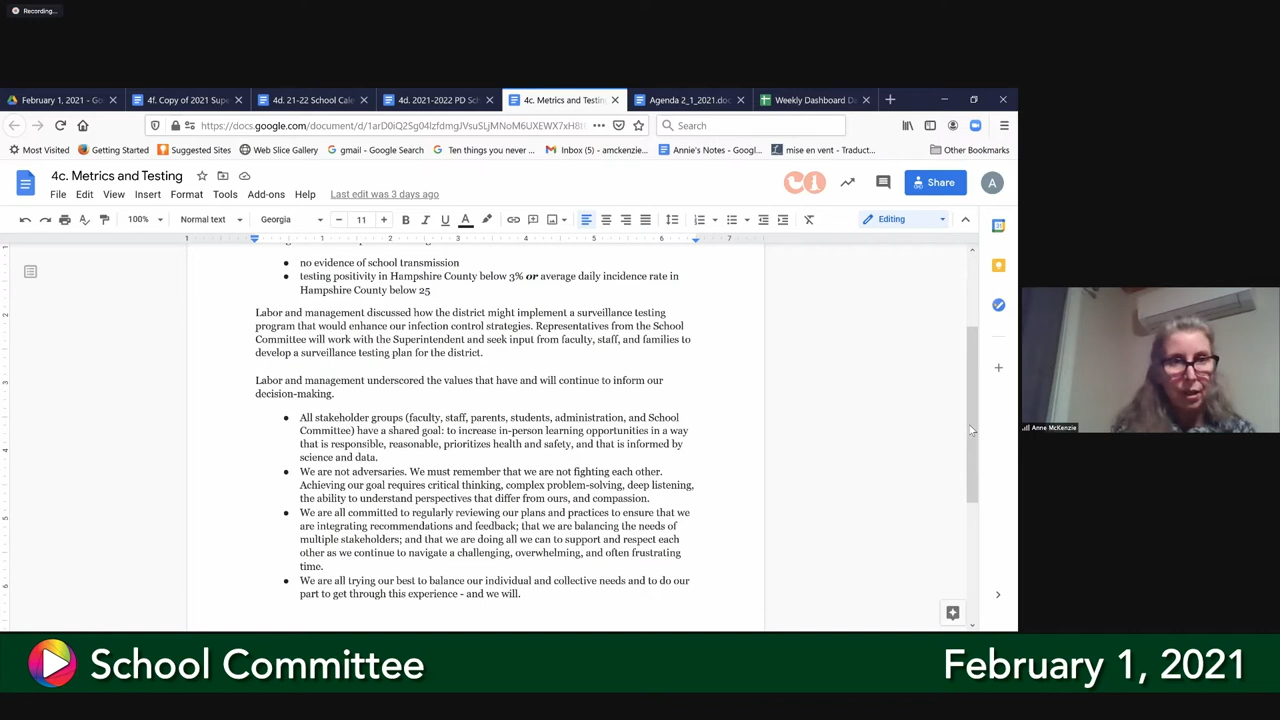 Recording...
February 1, 2021 - Go
4f. Copy of 2021 Supe
4d. 21-22 School Cale
4d. 2021-2022 PD Sch
4c. Metrics and Testin
Agenda 2_1_2021.doc
Weekly Dashboard Da
Search
Most Visited
Getting Started
Suggested Sites
Web Slice Gallery
gmail - Google Search
Ten things you never ...
Inbox (5) - amckenzie...
Annie's Notes - Googl...
mise en vent - Traduct...
Other Bookmarks
4c. Metrics and Testing
File Edit View Insert Format Tools Add-ons Help Last edit was 3 days ago
Share
A
100% Normal text Georgia 11 Editing
no evidence of school transmission
testing positivity in Hampshire County below 3% or average daily incidence rate in
Hampshire County below 25
Labor and management discussed how the district might implement a surveillance testing
program that would enhance our infection control strategies. Representatives from the School
Committee will work with the Superintendent and seek input from faculty, staff, and families to
develop a surveillance testing plan for the district.
Labor and management underscored the values that have and will continue to inform our
decision-making.
All stakeholder groups (faculty, staff, parents, students, administration, and School
Committee) have a shared goal: to increase in-person learning opportunities in a way
that is responsible, reasonable, prioritizes health and safety, and that is informed by
science and data.
We are not adversaries. We must remember that we are not fighting each other.
Achieving our goal requires critical thinking, complex problem-solving, deep listening,
the ability to understand perspectives that differ from ours, and compassion.
We are all committed to regularly reviewing our plans and practices to ensure that we
are integrating recommendations and feedback; that we are balancing the needs of
multiple stakeholders; and that we are doing all we can to support and respect each
other as we continue to navigate a challenging, overwhelming, and often frustrating
time.
We are all trying our best to balance our individual and collective needs and to do our
part to get through this experience - and we will.
Anne McKenzie
School Committee
February 1, 2021